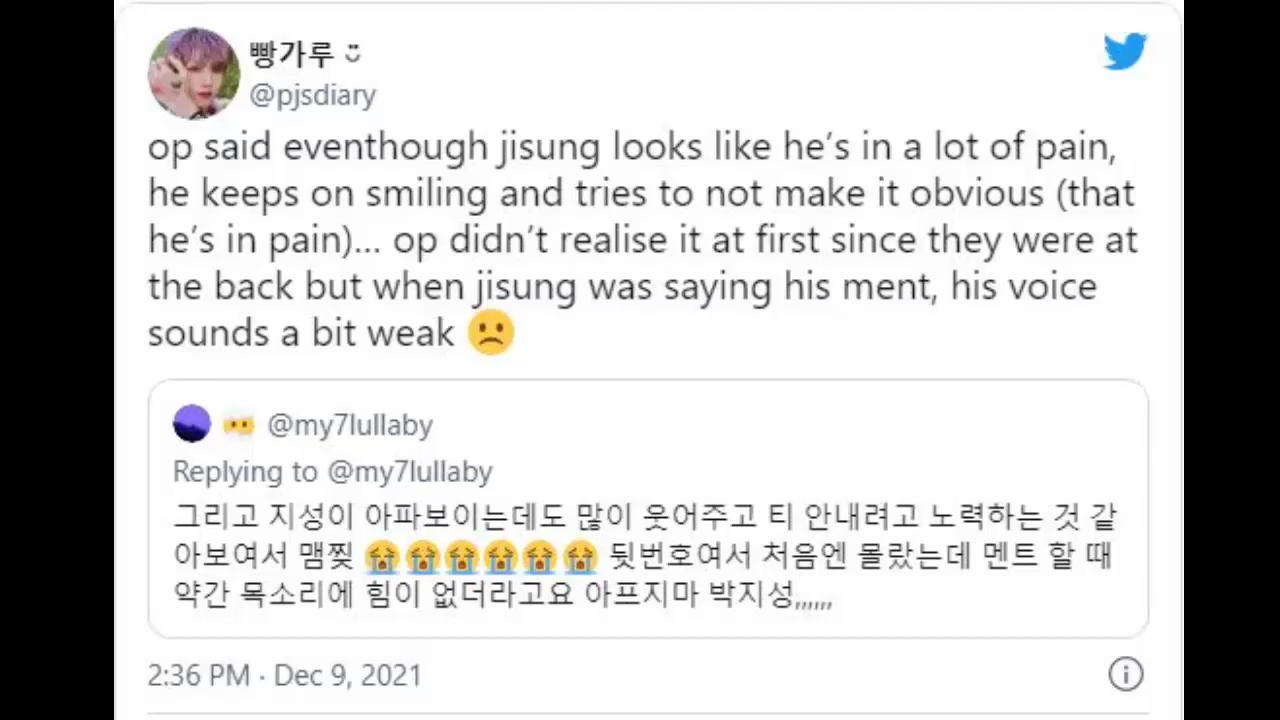 빵가루 :̆̈
@pjsdiary
op said eventhough jisung looks like he’s in a lot of pain,
he keeps on smiling and tries to not make it obvious (that
he’s in pain)... op didn’t realise it at first since they were at
the back but when jisung was saying his ment, his voice
sounds a bit weak 🙁
@my7lullaby
Replying to @my7lullaby
그리고 지성이 아파보이는데도 많이 웃어주고 티 안내려고 노력하는 것 같
아보여서 맴찢 😭😭😭😭😭😭 뒷번호여서 처음엔 몰랐는데 멘트 할 때
약간 목소리에 힘이 없더라고요 아프지마 박지성,,,,,,
2:36 PM · Dec 9, 2021